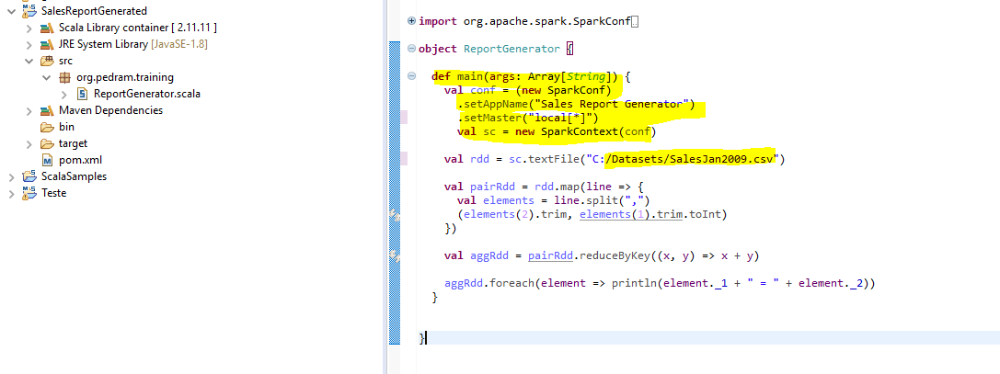 SalesReportGenerated
Scala Library container [ 2.11.11 ]
JRE System Library [JavaSE-1.8]
src
org.pedram.training
ReportGenerator.scala
Maven Dependencies
bin
target
pom.xml
ScalaSamples
Teste
import org.apache.spark.SparkConf
object ReportGenerator {
def main(args: Array[String]) {
val conf = (new SparkConf)
.setAppName("Sales Report Generator")
.setMaster("local[*]")
val sc = new SparkContext(conf)
val rdd = sc.textFile("C:/Datasets/SalesJan2009.csv")
val pairRdd = rdd.map(line => {
val elements = line.split(",")
(elements(2).trim, elements(1).trim.toInt)
})
val aggRdd = pairRdd.reduceByKey((x, y) => x + y)
aggRdd.foreach(element => println(element._1 + " = " + element._2))
}
}